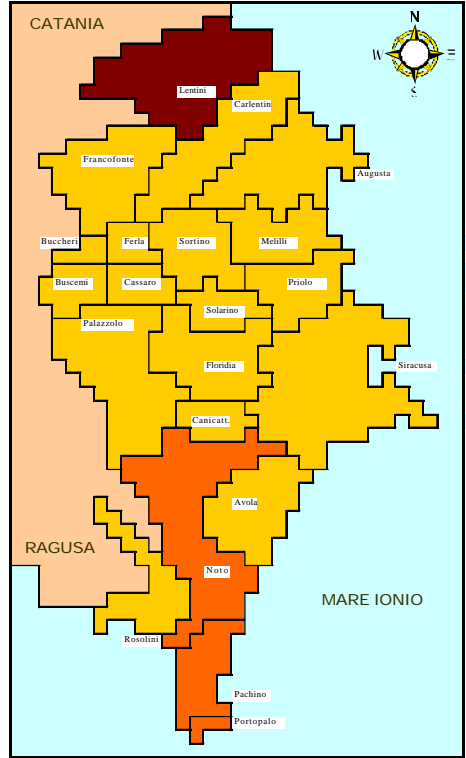 CATANIA
N
W
E
S
Lentini
Carlentin
Francofonte
Augusta
Buccheri
Ferla
Sortino
Melilli
Buscemi
Cassaro
Priolo
Solarino
Palazzolo
Floridia
Siracusa
Canicatt.
Avola
RAGUSA
Noto
MARE IONIO
Rosolini
Pachino
Portopalo